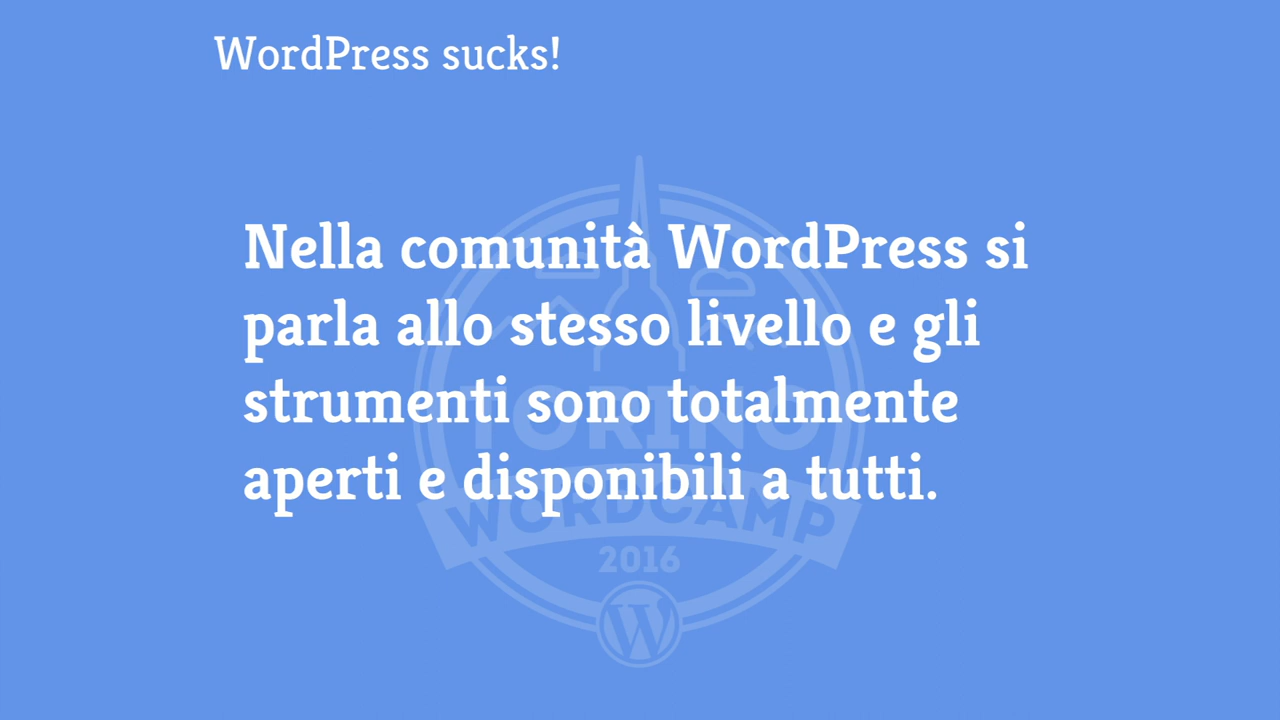 WordPress sucks!
Nella comunità WordPress si
parla allo stesso livello e gli
strumenti sono totalmente
aperti e disponibili a tutti.
TORINO
WORDCAMP
2016
W